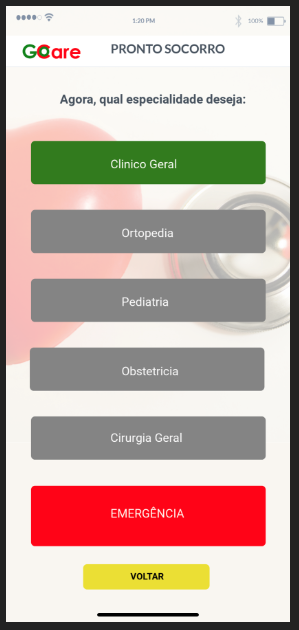 1:20 PM
100%
GOCare
PRONTO SOCORRO
Agora, qual especialidade deseja:
Clinico Geral
Ortopedia
Pediatria
Obstetricia
Cirurgia Geral
EMERGÊNCIA
VOLTAR